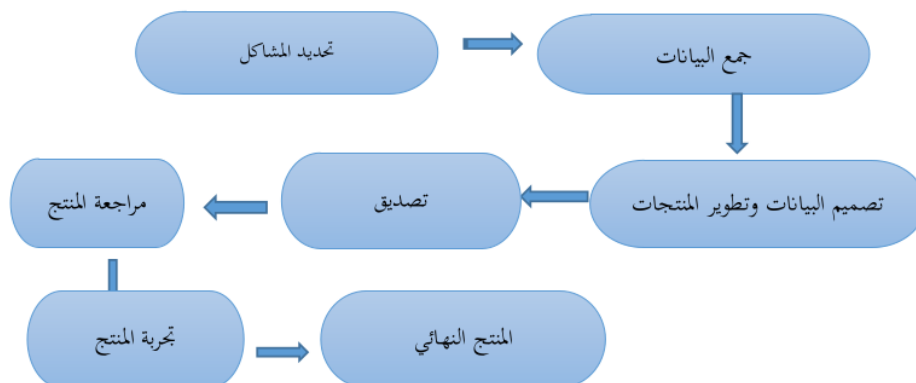 تحديد المشاكل
جمع البيانات
تصميم البيانات وتطوير المنتجات
تصديق
مراجعة المنتج
تجربة المنتج
المنتج النهائي